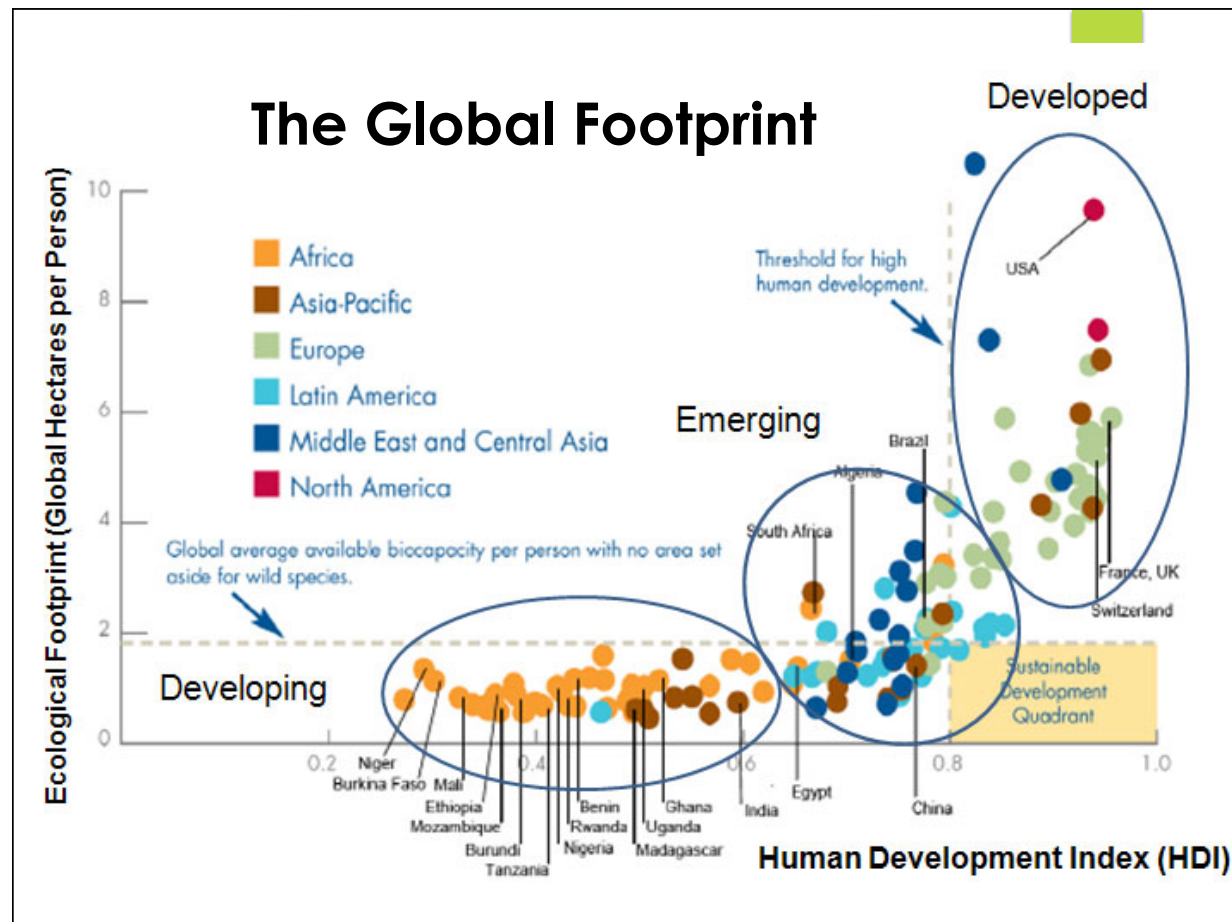 Developed
The Global Footprint
Ecological Footprint (Global Hectares per Person)
10
8
6
4
2
0
Africa
Asia-Pacific
Europe
Latin America
Middle East and Central Asia
North America
Threshold for high
human development.
USA
Emerging
Brazil
Algeria
South Africa
Global average available biocapacity per person with no area set
aside for wild species.
France, UK
Switzerland
Developing
Sustainable
Development
Quadrant
0.2
0.4
0.6
0.8
1.0
Niger
Burkina Faso
Mali
Ethiopia
Mozambique
Burundi
Tanzania
Benin
Rwanda
Nigeria
Ghana
Uganda
Madagascar
India
Egypt
China
Human Development Index (HDI)